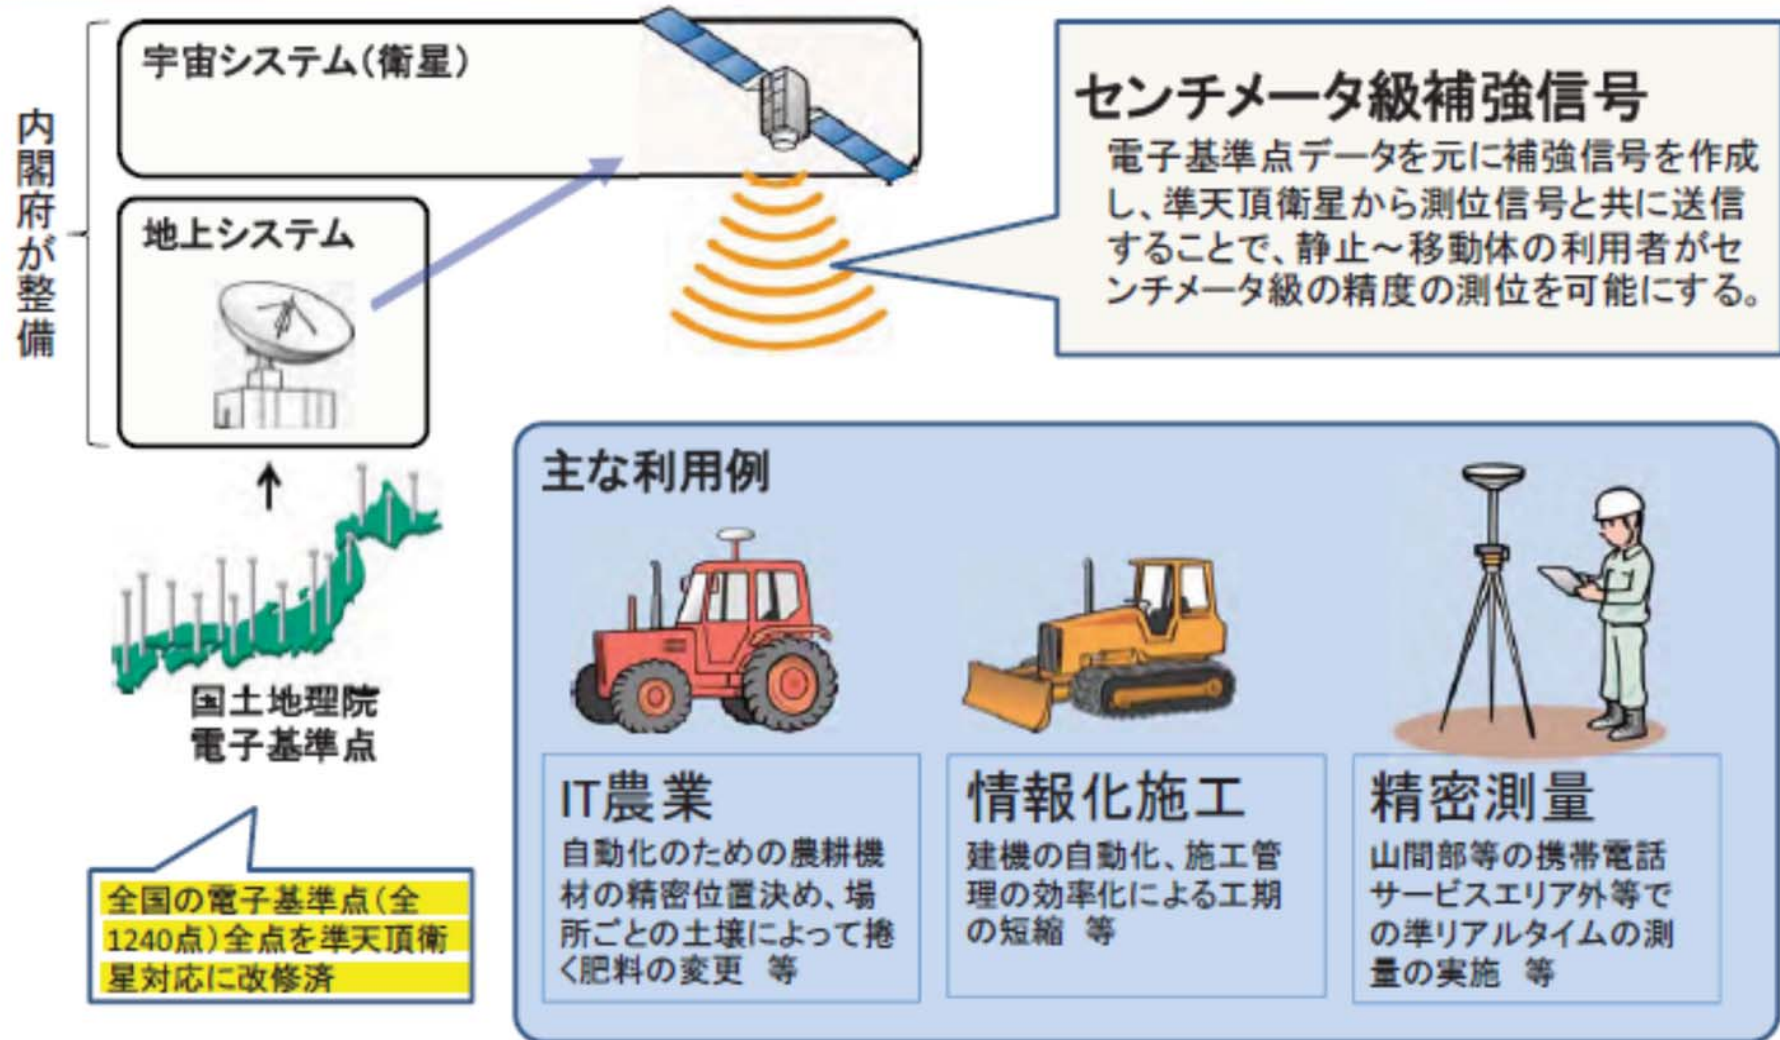 内閣府が整備
宇宙システム(衛星)
地上システム
センチメータ級補強信号
電子基準点データを元に補強信号を作成
し、準天頂衛星から測位信号と共に送信
することで、静止～移動体の利用者がセ
ンチメータ級の精度の測位を可能にする。
国土地理院
電子基準点
全国の電子基準点(全
1240点)全点を準天頂衛
星対応に改修済
主な利用例
IT農業
自動化のための農耕機
材の精密位置決め、場
所ごとの土壌によって捲
く肥料の変更 等
情報化施工
建機の自動化、施工管
理の効率化による工期
の短縮 等
精密測量
山間部等の携帯電話
サービスエリア外等で
の準リアルタイムの測
量の実施 等